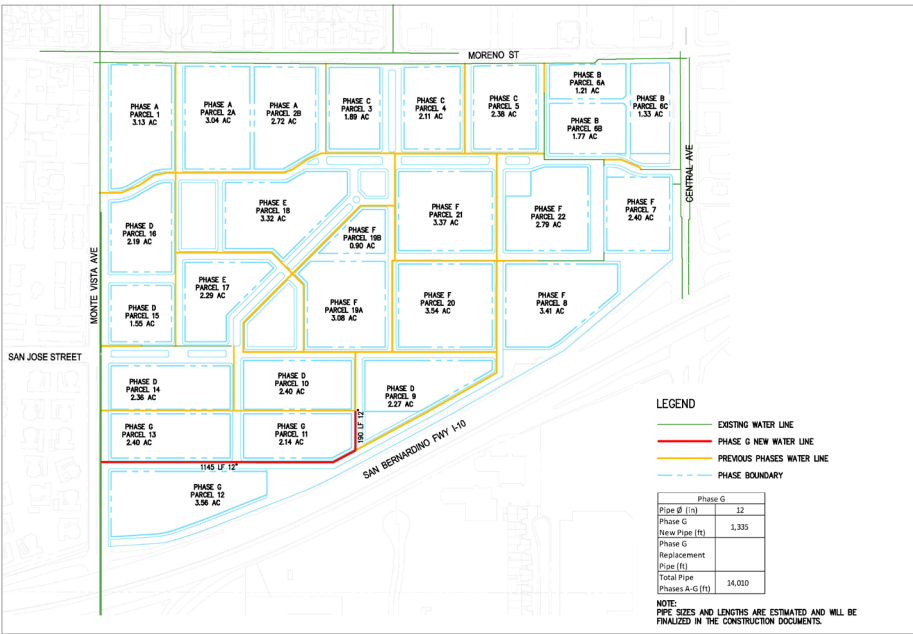 MORENO ST
PHASE A
PARCEL 1
3.13 AC
PHASE A
PARCEL 2A
3.04 AC
PHASE A
PARCEL 2B
2.72 AC
PHASE C
PARCEL 3
1.89 AC
PHASE C
PARCEL 4
2.11 AC
PHASE C
PARCEL 5
2.38 AC
PHASE B
PARCEL 6A
1.21 AC
PHASE B
PARCEL 6B
1.77 AC
PHASE B
PARCEL 6C
1.33 AC
CENTRAL AVE
PHASE D
PARCEL 16
2.19 AC
PHASE E
PARCEL 18
3.32 AC
PHASE F
PARCEL 19B
0.90 AC
PHASE F
PARCEL 21
3.37 AC
PHASE F
PARCEL 22
2.79 AC
PHASE F
PARCEL 7
2.40 AC
MONTE VISTA AVE
PHASE D
PARCEL 15
1.55 AC
PHASE E
PARCEL 17
2.29 AC
PHASE F
PARCEL 19A
3.08 AC
PHASE F
PARCEL 20
3.54 AC
PHASE F
PARCEL 8
3.41 AC
SAN JOSE STREET
PHASE D
PARCEL 14
2.36 AC
PHASE D
PARCEL 10
2.40 AC
PHASE D
PARCEL 9
2.27 AC
PHASE G
PARCEL 13
2.40 AC
PHASE G
PARCEL 11
2.14 AC
190 LF 12"
1145 LF 12"
SAN BERNARDINO FWY I-10
PHASE G
PARCEL 12
3.56 AC
LEGEND
EXISTING WATER LINE
PHASE G NEW WATER LINE
PREVIOUS PHASES WATER LINE
PHASE BOUNDARY
Phase G
Pipe Ø (in) 12
Phase G
New Pipe (ft) 1,335
Phase G
Replacement
Pipe (ft)
Total Pipe
Phases A-G (ft) 14,010
NOTE:
PIPE SIZES AND LENGTHS ARE ESTIMATED AND WILL BE
FINALIZED IN THE CONSTRUCTION DOCUMENTS.